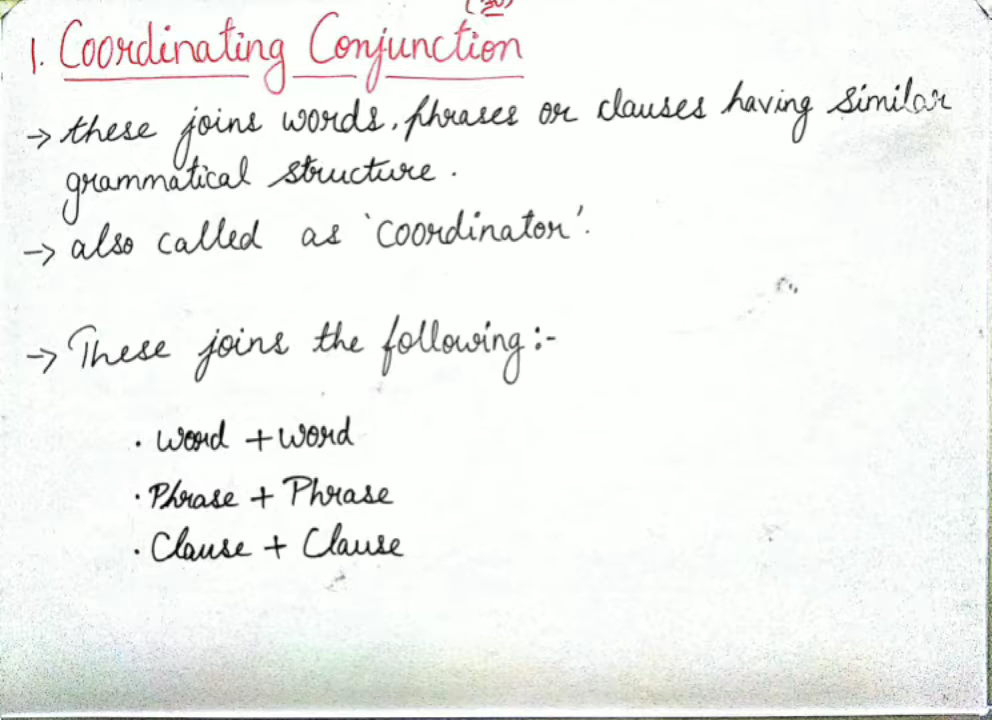 1. Coordinating Conjunction
→ these joins words, phrases or clauses having similar
grammatical structure.
→ also called as 'coordinator'.
→ These joins the following:-
• Word + Word
• Phrase + Phrase
• Clause + Clause